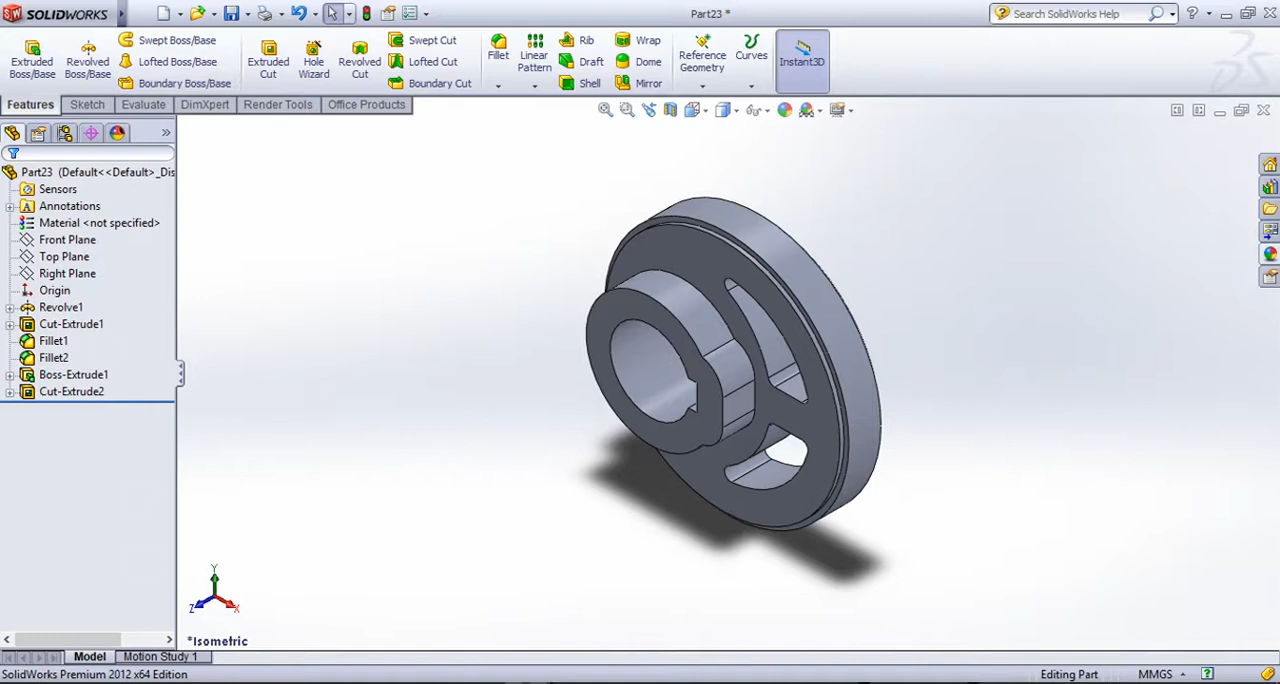 SOLIDWORKS
Part23 *
Search SolidWorks Help
Extruded Boss/Base
Revolved Boss/Base
Swept Boss/Base
Lofted Boss/Base
Boundary Boss/Base
Extruded Cut
Hole Wizard
Revolved Cut
Swept Cut
Lofted Cut
Boundary Cut
Fillet
Linear Pattern
Rib
Draft
Shell
Wrap
Dome
Mirror
Reference Geometry
Curves
Instant3D
Features
Sketch
Evaluate
DimXpert
Render Tools
Office Products
Part23 (Default<<Default>_Dis
Sensors
Annotations
Material <not specified>
Front Plane
Top Plane
Right Plane
Origin
Revolve1
Cut-Extrude1
Fillet1
Fillet2
Boss-Extrude1
Cut-Extrude2
Y
Z
X
*Isometric
Model
Motion Study 1
SolidWorks Premium 2012 x64 Edition
Editing Part
MMGS